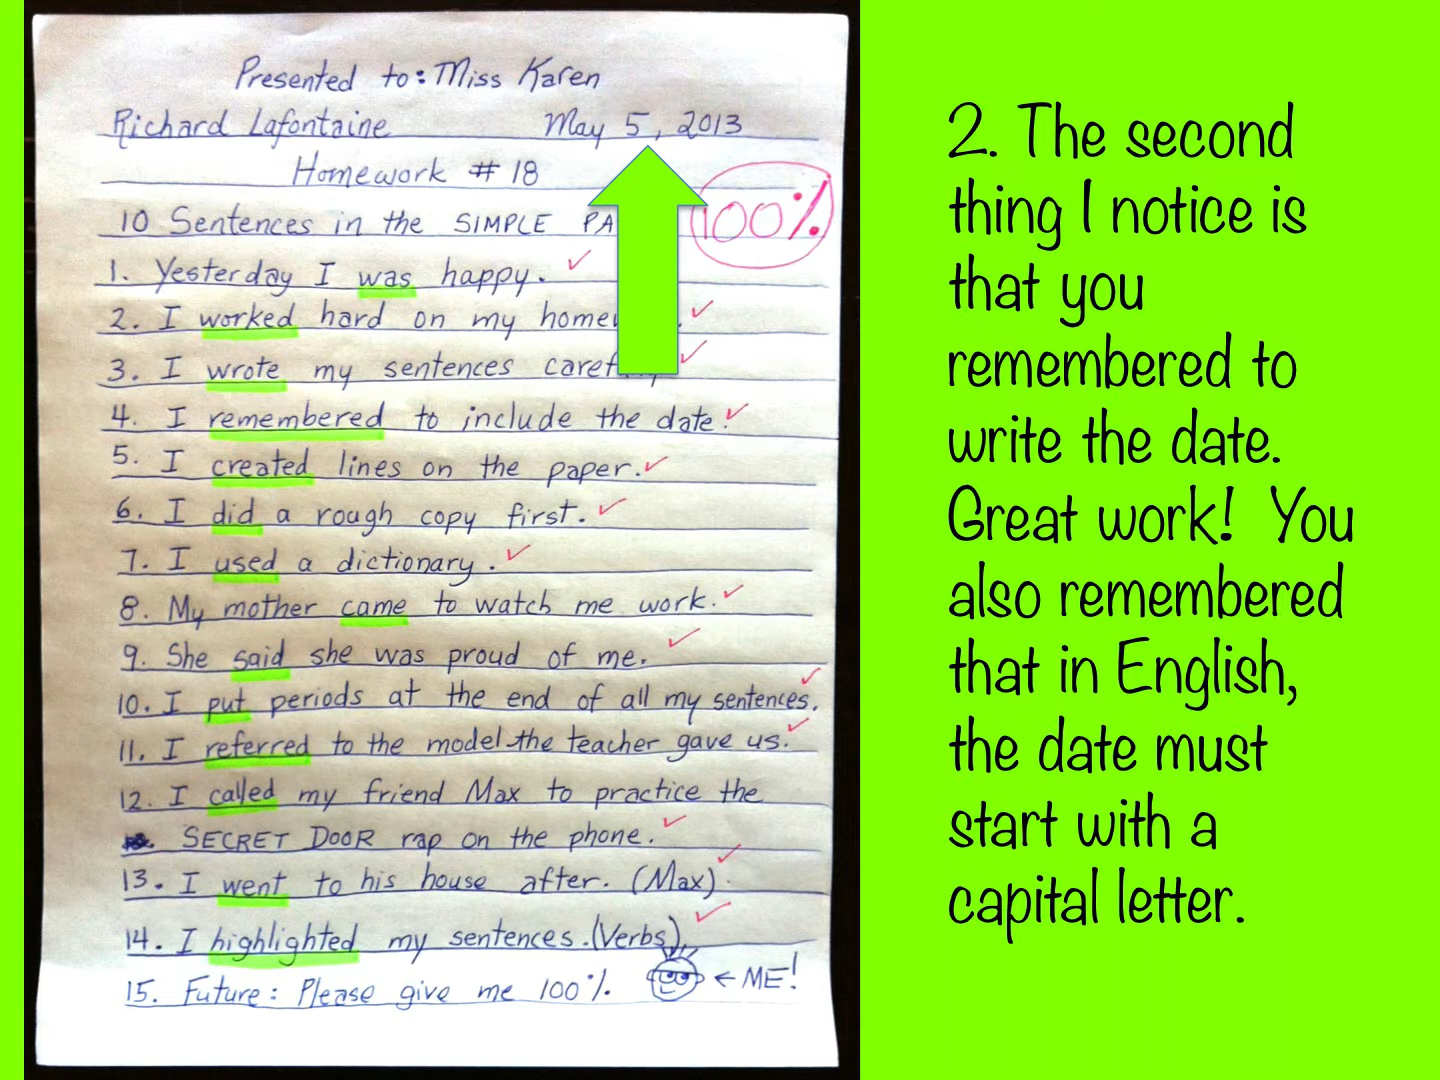 Presented to: Miss Karen
Richard Lafontaine May 5, 2013
Homework # 18
100%
10 Sentences in the SIMPLE PA
1. Yesterday I was happy.
2. I worked hard on my home
3. I wrote my sentences caref
4. I remembered to include the date.
5. I created lines on the paper.
6. I did a rough copy first.
7. I used a dictionary.
8. My mother came to watch me work.
9. She said she was proud of me.
10. I put periods at the end of all my sentences.
11. I referred to the model the teacher gave us.
12. I called my friend Max to practice the
SECRET DOOR rap on the phone.
13. I went to his house after. (Max)
14. I highlighted my sentences. (Verbs)
15. Future: Please give me 100% ← ME!
2. The second
thing I notice is
that you
remembered to
write the date.
Great work! You
also remembered
that in English,
the date must
start with a
capital letter.